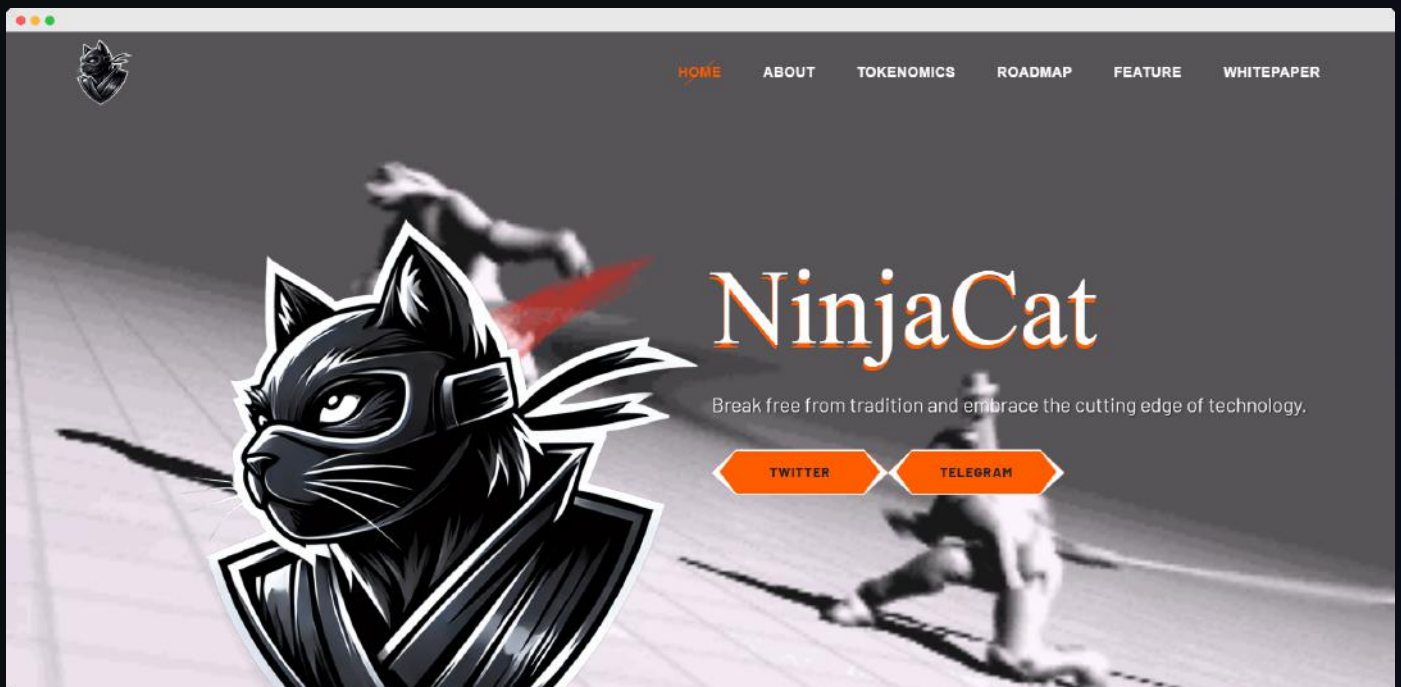 HOME ABOUT TOKENOMICS ROADMAP FEATURE WHITEPAPER
NinjaCat
Break free from tradition and embrace the cutting edge of technology.
TWITTER TELEGRAM